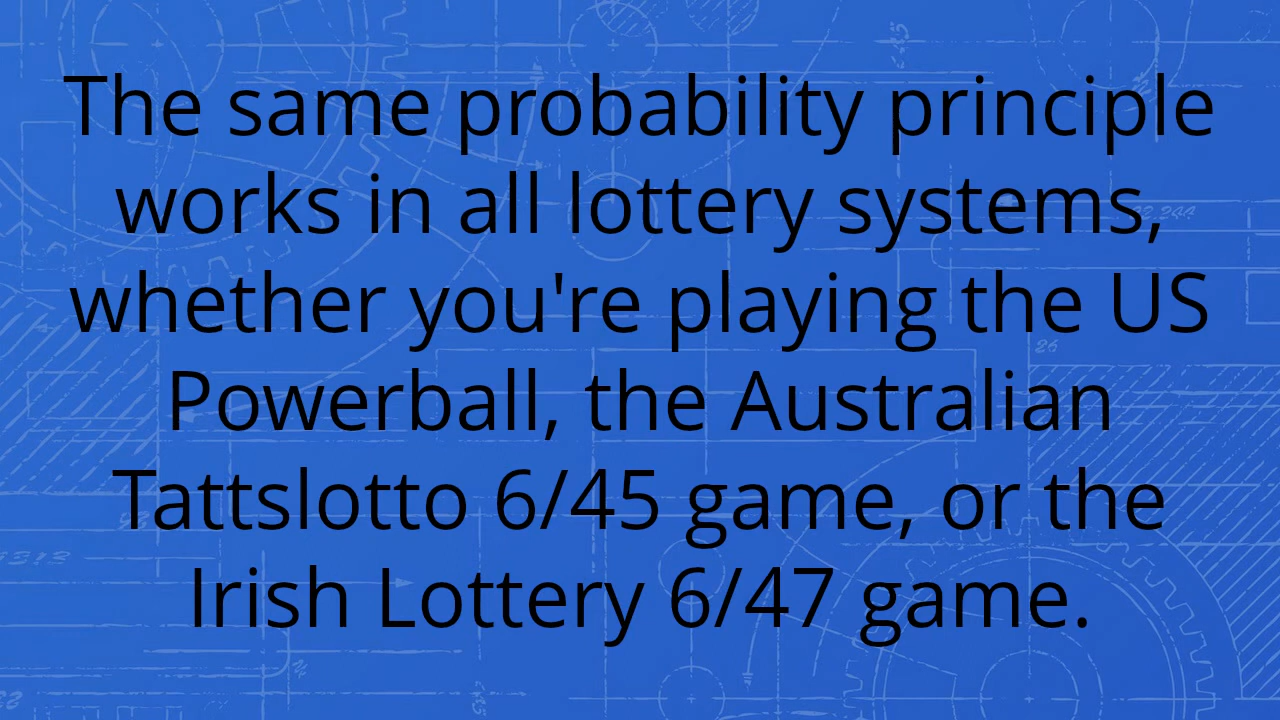 The same probability principle
works in all lottery systems,
whether you're playing the US
Powerball, the Australian
Tattslotto 6/45 game, or the
Irish Lottery 6/47 game.
26